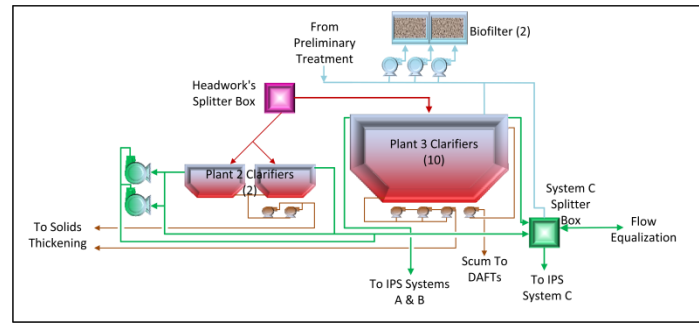 From
Preliminary
Treatment
Biofilter (2)
Headwork's
Splitter Box
Plant 3 Clarifiers
(10)
Plant 2 Clarifiers
(2)
System C
Splitter
Box
To Solids
Thickening
Flow
Equalization
Scum To
DAFTs
To IPS Systems
A & B
To IPS
System C